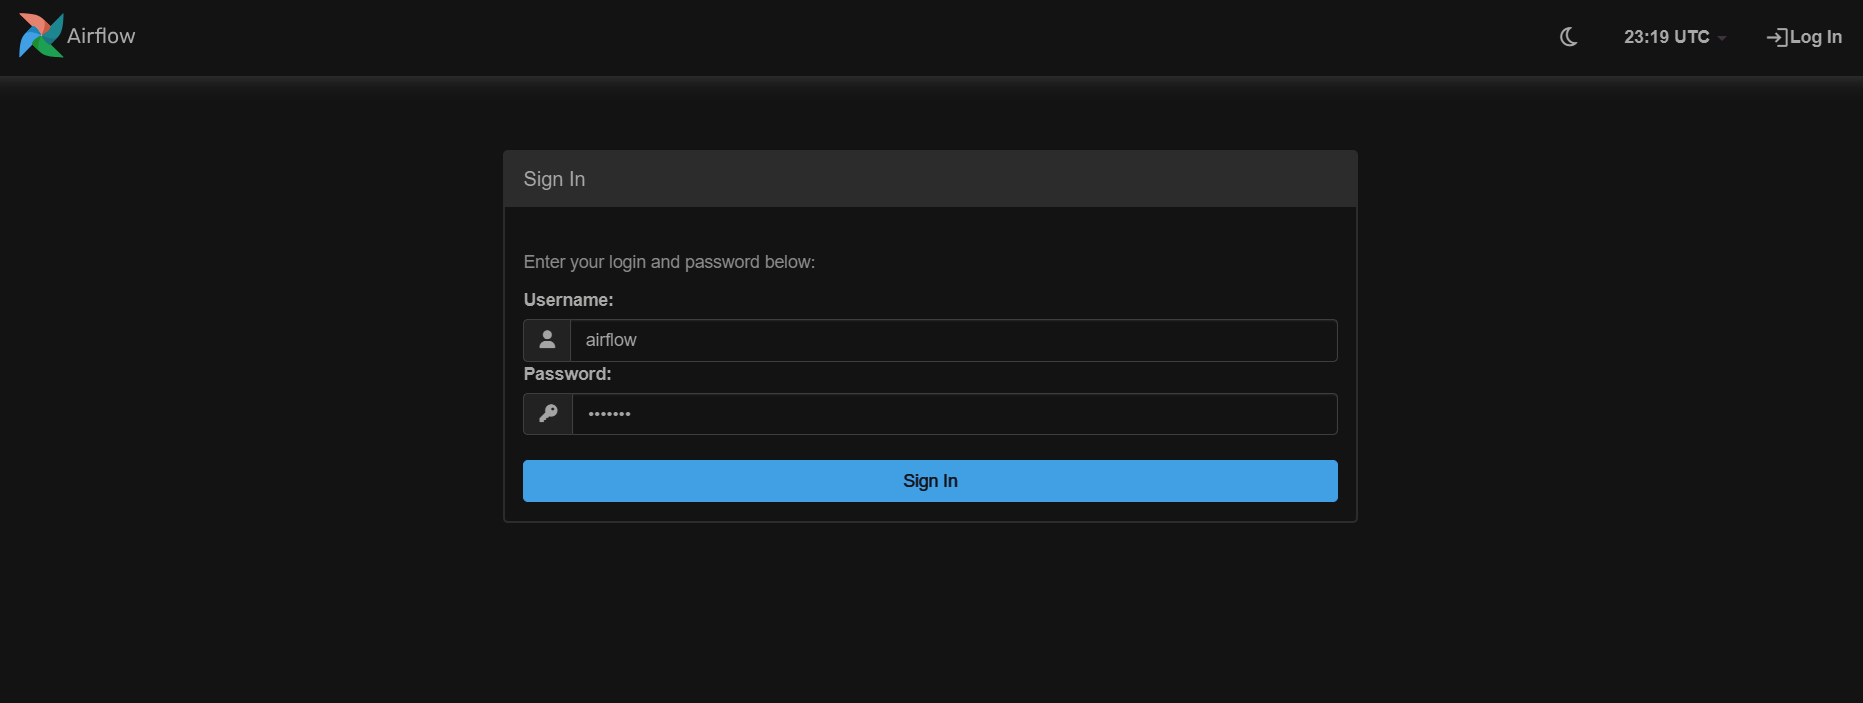 Airflow
23:19 UTC
Log In
Sign In
Enter your login and password below:
Username:
airflow
Password:
•••••••
Sign In